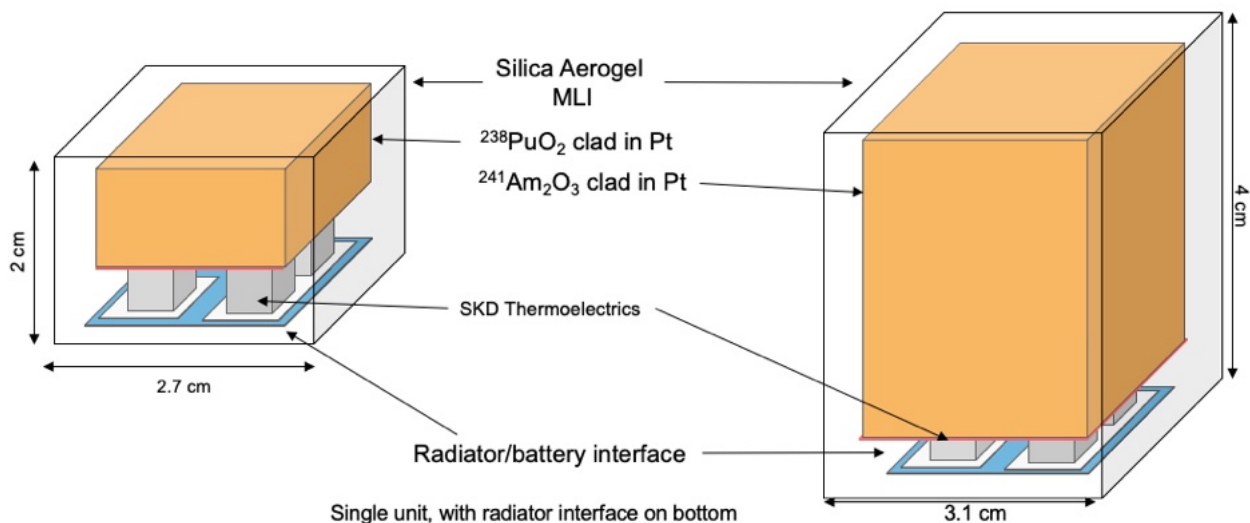 Silica Aerogel
MLI
²³⁸PuO₂ clad in Pt
²⁴¹Am₂O₃ clad in Pt
2 cm
4 cm
SKD Thermoelectrics
2.7 cm
Radiator/battery interface
3.1 cm
Single unit, with radiator interface on bottom